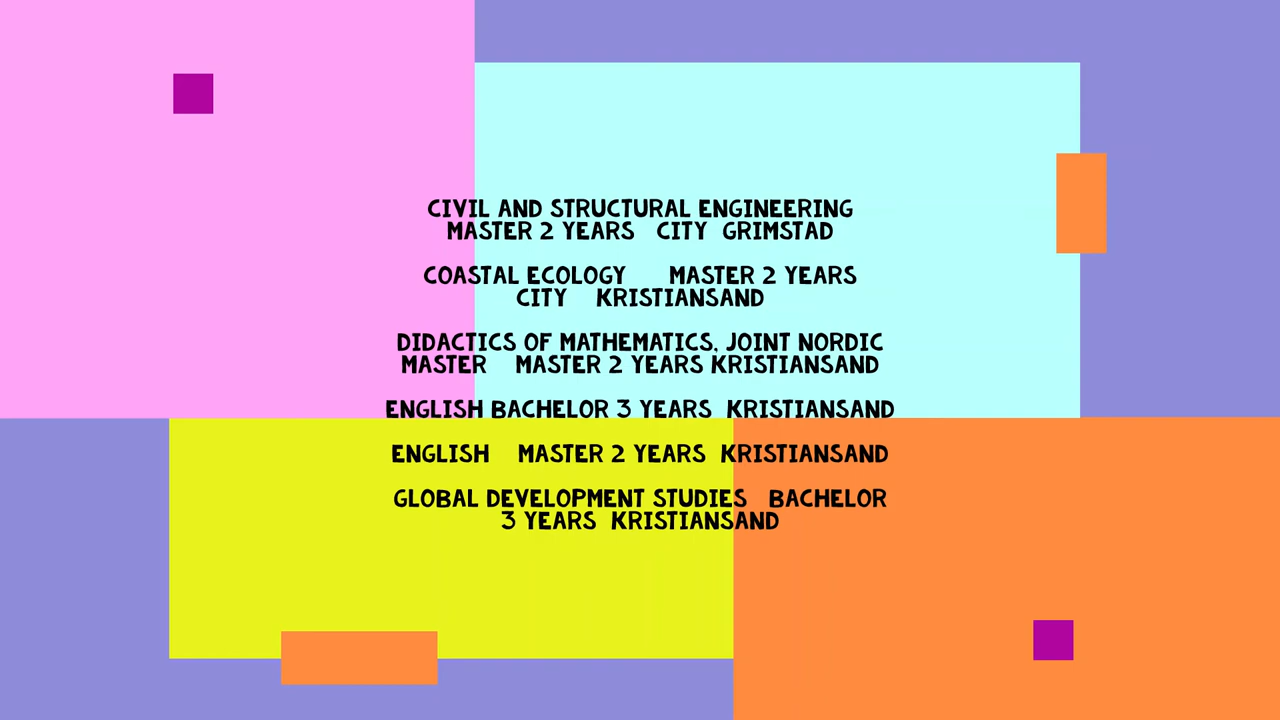 CIVIL AND STRUCTURAL ENGINEERING
MASTER 2 YEARS CITY GRIMSTAD
COASTAL ECOLOGY MASTER 2 YEARS
CITY KRISTIANSAND
DIDACTICS OF MATHEMATICS, JOINT NORDIC
MASTER MASTER 2 YEARS KRISTIANSAND
ENGLISH BACHELOR 3 YEARS KRISTIANSAND
ENGLISH MASTER 2 YEARS KRISTIANSAND
GLOBAL DEVELOPMENT STUDIES BACHELOR
3 YEARS KRISTIANSAND